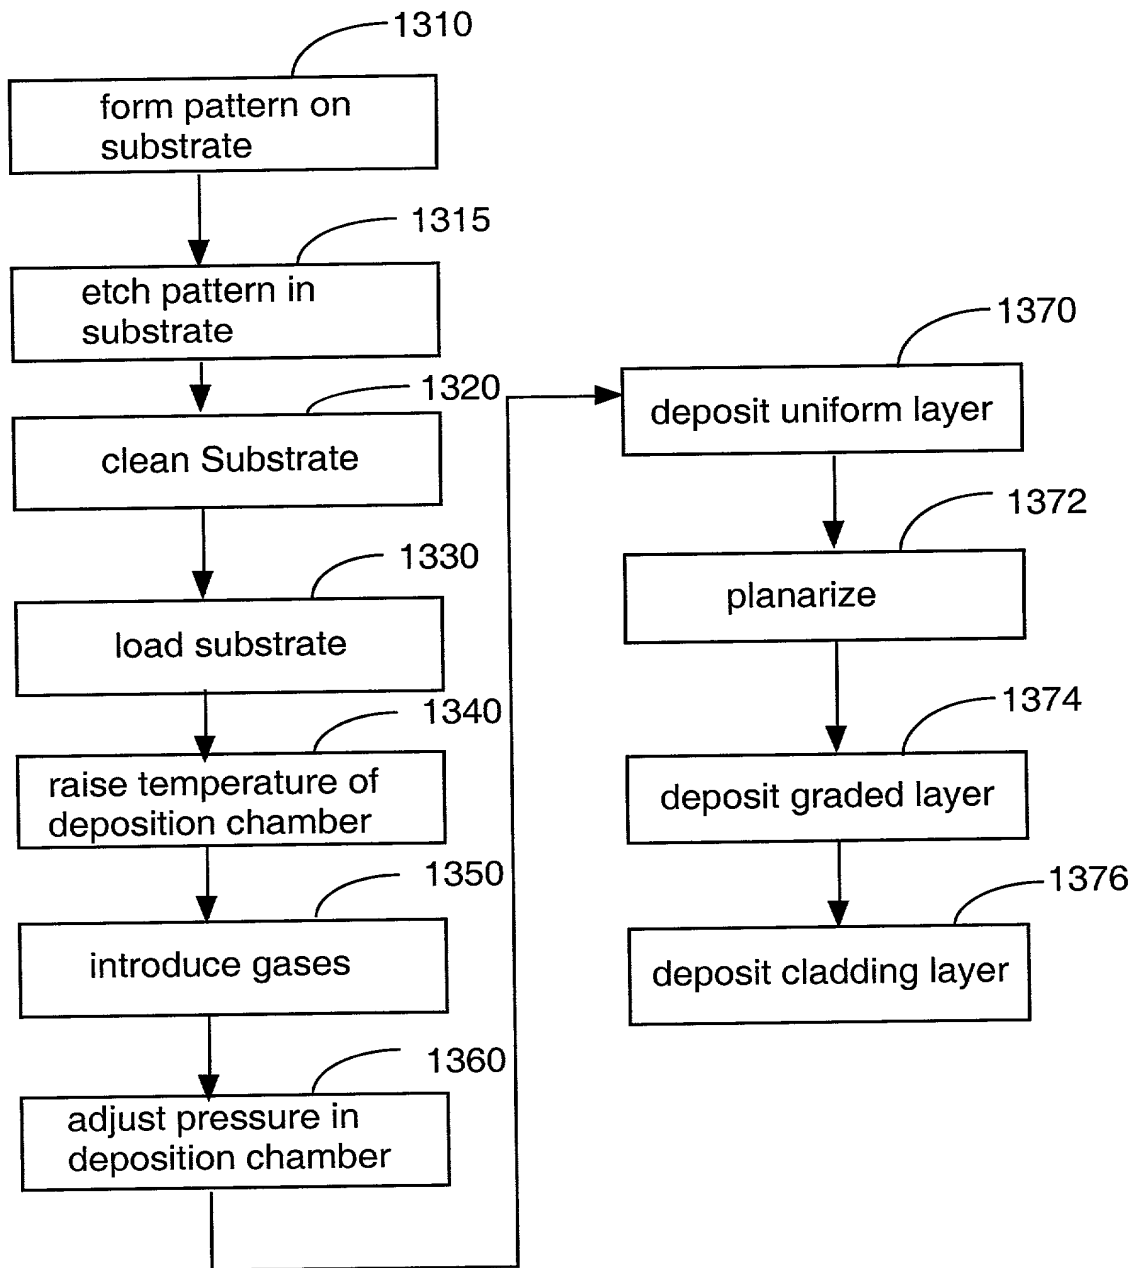 1310
form pattern on
substrate
1315
etch pattern in
substrate
1320
clean Substrate
1330
load substrate
1340
raise temperature of
deposition chamber
1350
introduce gases
1360
adjust pressure in
deposition chamber
1370
deposit uniform layer
1372
planarize
1374
deposit graded layer
1376
deposit cladding layer